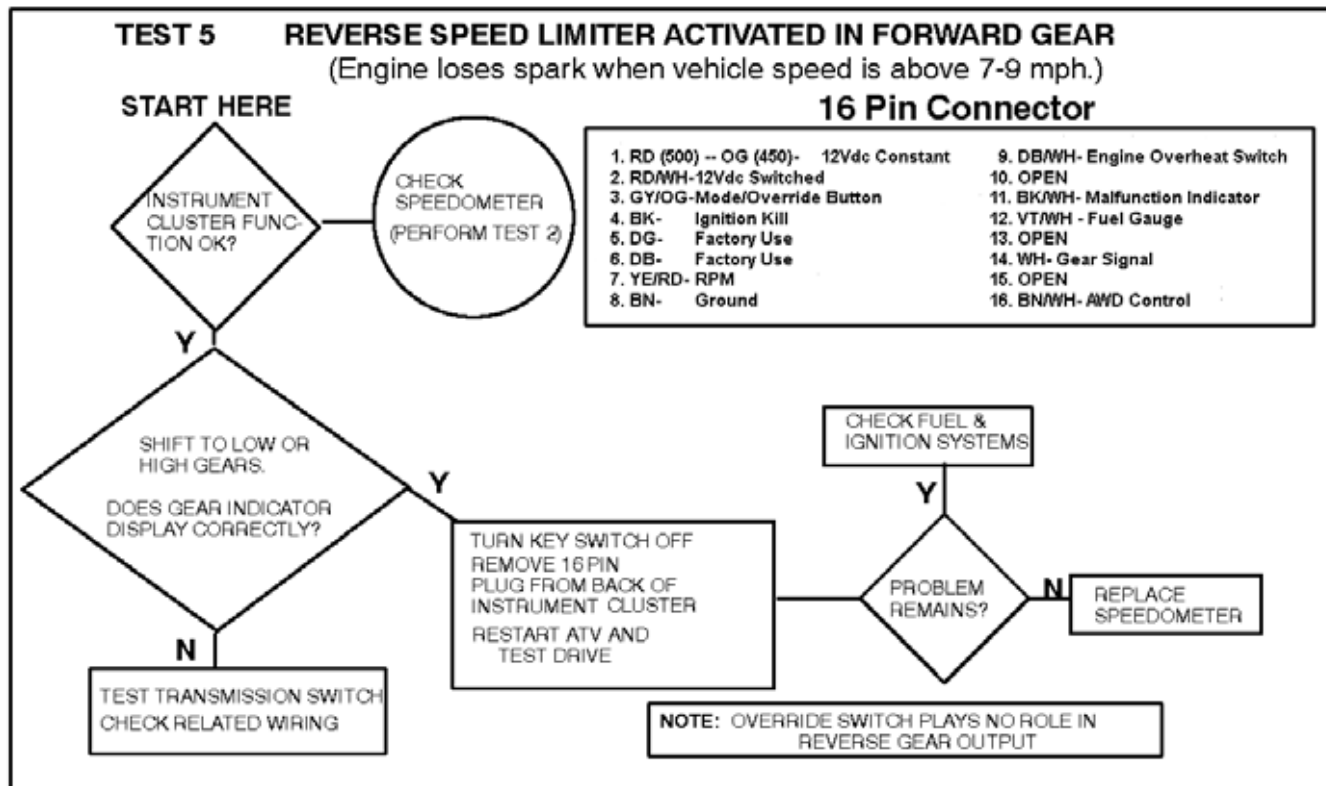 TEST 5 REVERSE SPEED LIMITER ACTIVATED IN FORWARD GEAR
(Engine loses spark when vehicle speed is above 7-9 mph.)
START HERE
16 Pin Connector
INSTRUMENT
CLUSTER FUNC-
TION OK?
CHECK
SPEEDOMETER
(PERFORM TEST 2)
1. RD (500) -- OG (450)- 12Vdc Constant
2. RD/WH-12Vdc Switched
3. GY/OG-Mode/Override Button
4. BK- Ignition Kill
5. DG- Factory Use
6. DB- Factory Use
7. YE/RD- RPM
8. BN- Ground
9. DB/WH- Engine Overheat Switch
10. OPEN
11. BK/WH- Malfunction Indicator
12. VT/WH - Fuel Gauge
13. OPEN
14. WH- Gear Signal
15. OPEN
16. BN/WH- AWD Control
Y
SHIFT TO LOW OR
HIGH GEARS.
DOES GEAR INDICATOR
DISPLAY CORRECTLY?
Y
N
TEST TRANSMISSION SWITCH
CHECK RELATED WIRING
TURN KEY SWITCH OFF
REMOVE 16 PIN
PLUG FROM BACK OF
INSTRUMENT CLUSTER
RESTART ATV AND
TEST DRIVE
CHECK FUEL &
IGNITION SYSTEMS
Y
PROBLEM
REMAINS?
N
REPLACE
SPEEDOMETER
NOTE: OVERRIDE SWITCH PLAYS NO ROLE IN
REVERSE GEAR OUTPUT